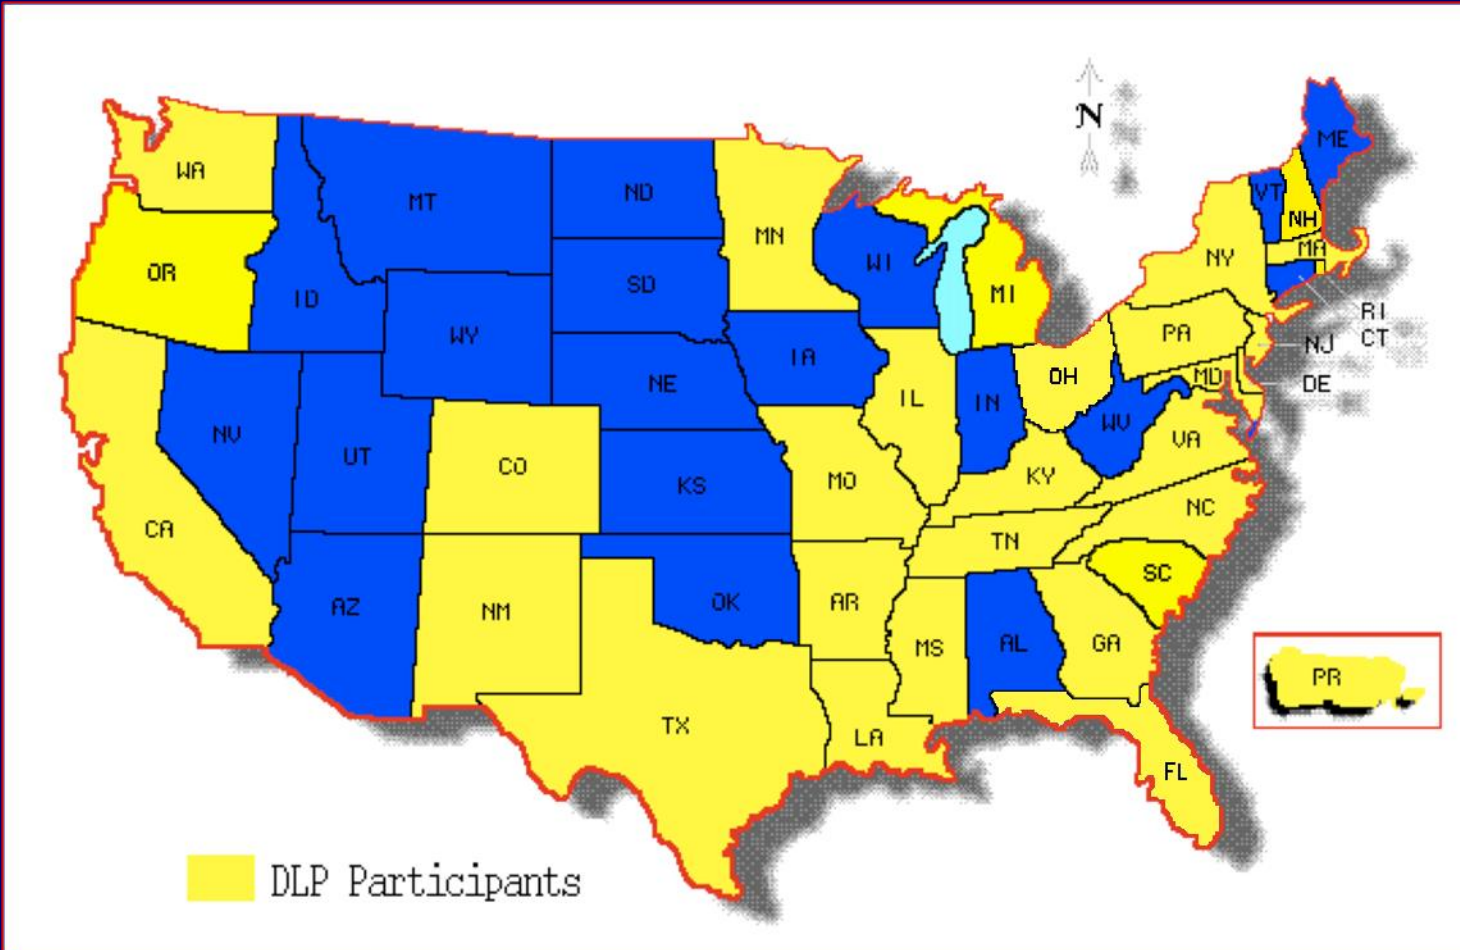 N
ME
WA
MT
ND
VT
MN
NH
OR
WI
NY
MA
ID
SD
MI
RI
WY
PA
NJ
CT
IA
OH
MD
DE
NE
IL
IN
NV
WV
UT
CO
VA
KS
MO
KY
CA
NC
TN
SC
AZ
NM
OK
AR
MS
AL
GA
PR
TX
LA
FL
DLP Participants